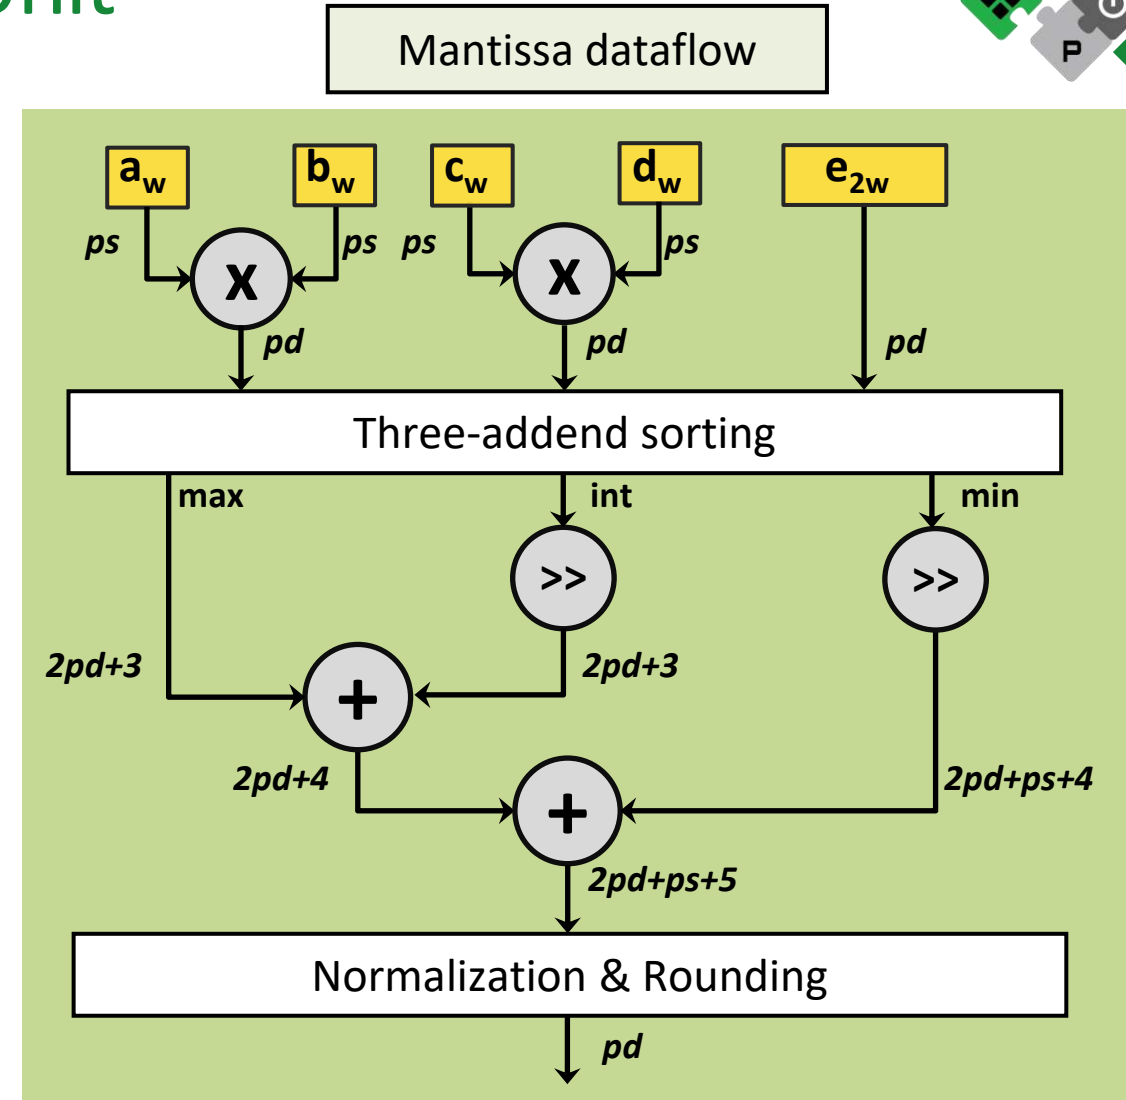 Mantissa dataflow
P
a_w b_w c_w d_w e_2w
ps ps ps ps
x x
pd pd pd
Three-addend sorting
max int min
>> >>
2pd+3 2pd+3
+
2pd+4 2pd+ps+4
+
2pd+ps+5
Normalization & Rounding
pd